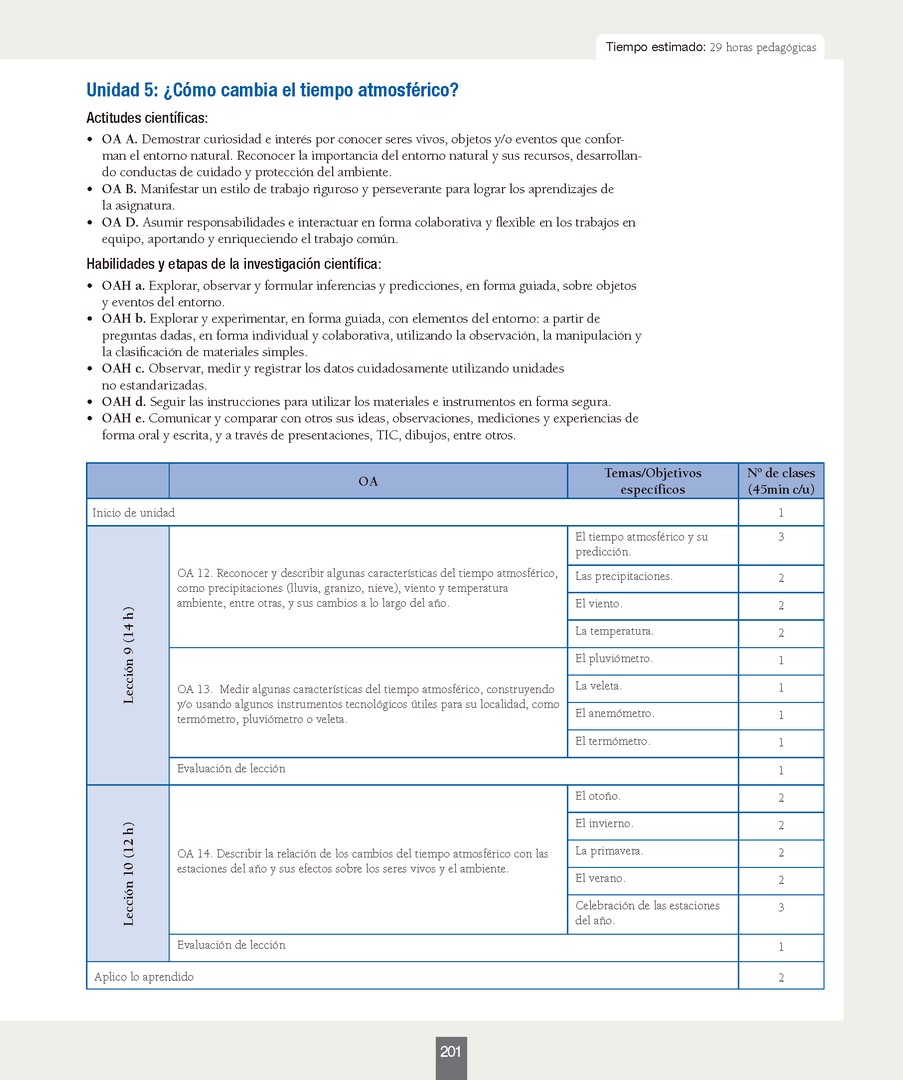 Tiempo estimado: 29 horas pedagógicas
Unidad 5: ¿Cómo cambia el tiempo atmosférico?
Actitudes científicas:
• OA A. Demostrar curiosidad e interés por conocer seres vivos, objetos y/o eventos que confor-
man el entorno natural. Reconocer la importancia del entorno natural y sus recursos, desarrollan-
do conductas de cuidado y protección del ambiente.
• OA B. Manifestar un estilo de trabajo riguroso y perseverante para lograr los aprendizajes de
la asignatura.
• OA D. Asumir responsabilidades e interactuar en forma colaborativa y flexible en los trabajos en
equipo, aportando y enriqueciendo el trabajo común.
Habilidades y etapas de la investigación científica:
• OAH a. Explorar, observar y formular inferencias y predicciones, en forma guiada, sobre objetos
y eventos del entorno.
• OAH b. Explorar y experimentar, en forma guiada, con elementos del entorno: a partir de
preguntas dadas, en forma individual y colaborativa, utilizando la observación, la manipulación y
la clasificación de materiales simples.
• OAH c. Observar, medir y registrar los datos cuidadosamente utilizando unidades
no estandarizadas.
• OAH d. Seguir las instrucciones para utilizar los materiales e instrumentos en forma segura.
• OAH e. Comunicar y comparar con otros sus ideas, observaciones, mediciones y experiencias de
forma oral y escrita, y a través de presentaciones, TIC, dibujos, entre otros.
OA
Temas/Objetivos
específicos
Nº de clases
(45min c/u)
Inicio de unidad
1
Lección 9 (14 h)
OA 12. Reconocer y describir algunas características del tiempo atmosférico,
como precipitaciones (lluvia, granizo, nieve), viento y temperatura
ambiente, entre otras, y sus cambios a lo largo del año.
El tiempo atmosférico y su
predicción.
3
Las precipitaciones.
2
El viento.
2
La temperatura.
2
OA 13. Medir algunas características del tiempo atmosférico, construyendo
y/o usando algunos instrumentos tecnológicos útiles para su localidad, como
termómetro, pluviómetro o veleta.
El pluviómetro.
1
La veleta.
1
El anemómetro.
1
El termómetro.
1
Evaluación de lección
1
Lección 10 (12 h)
OA 14. Describir la relación de los cambios del tiempo atmosférico con las
estaciones del año y sus efectos sobre los seres vivos y el ambiente.
El otoño.
2
El invierno.
2
La primavera.
2
El verano.
2
Celebración de las estaciones
del año.
3
Evaluación de lección
1
Aplico lo aprendido
2
201